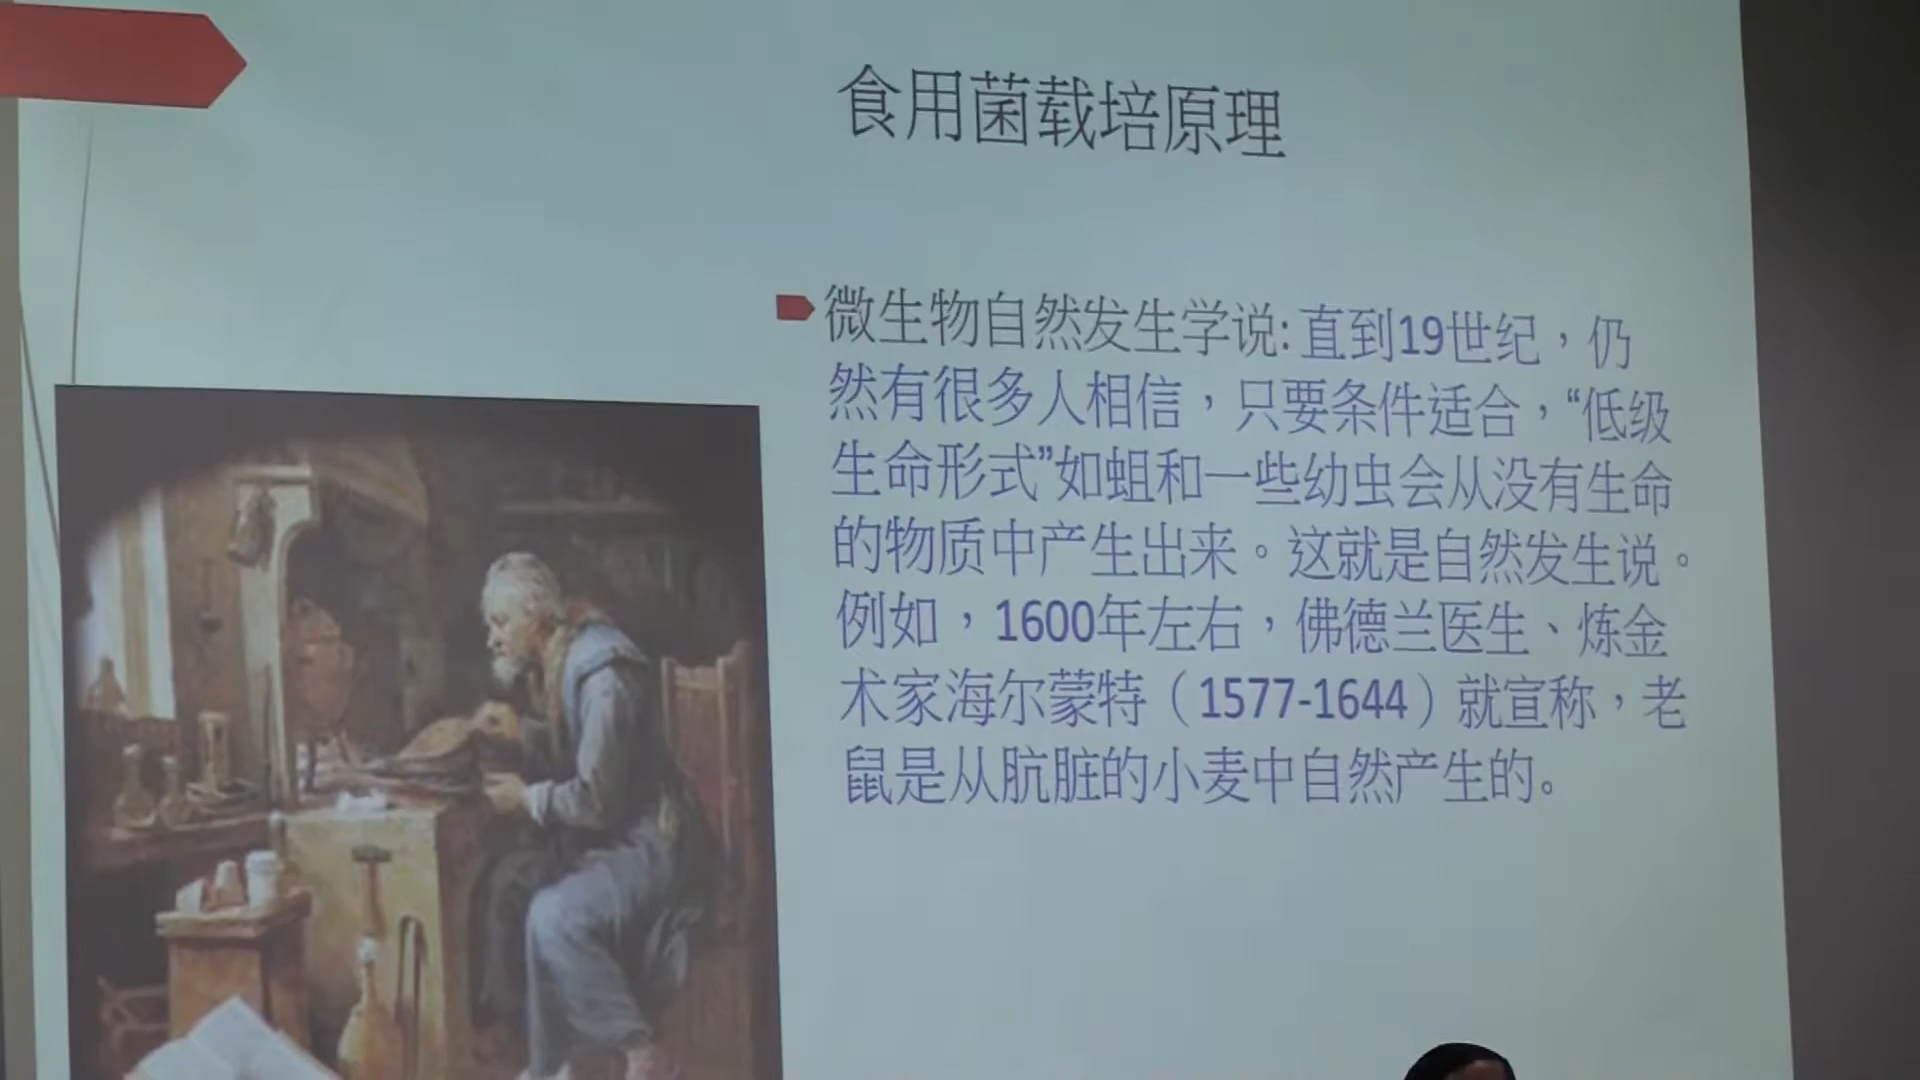 食用菌载培原理
微生物自然发生学说:直到19世纪，仍
然有很多人相信，只要条件适合，“低级
生命形式”如蛆和一些幼虫会从没有生命
的物质中产生出来。这就是自然发生说。
例如，1600年左右，佛德兰医生、炼金
术家海尔蒙特（1577-1644）就宣称，老
鼠是从肮脏的小麦中自然产生的。